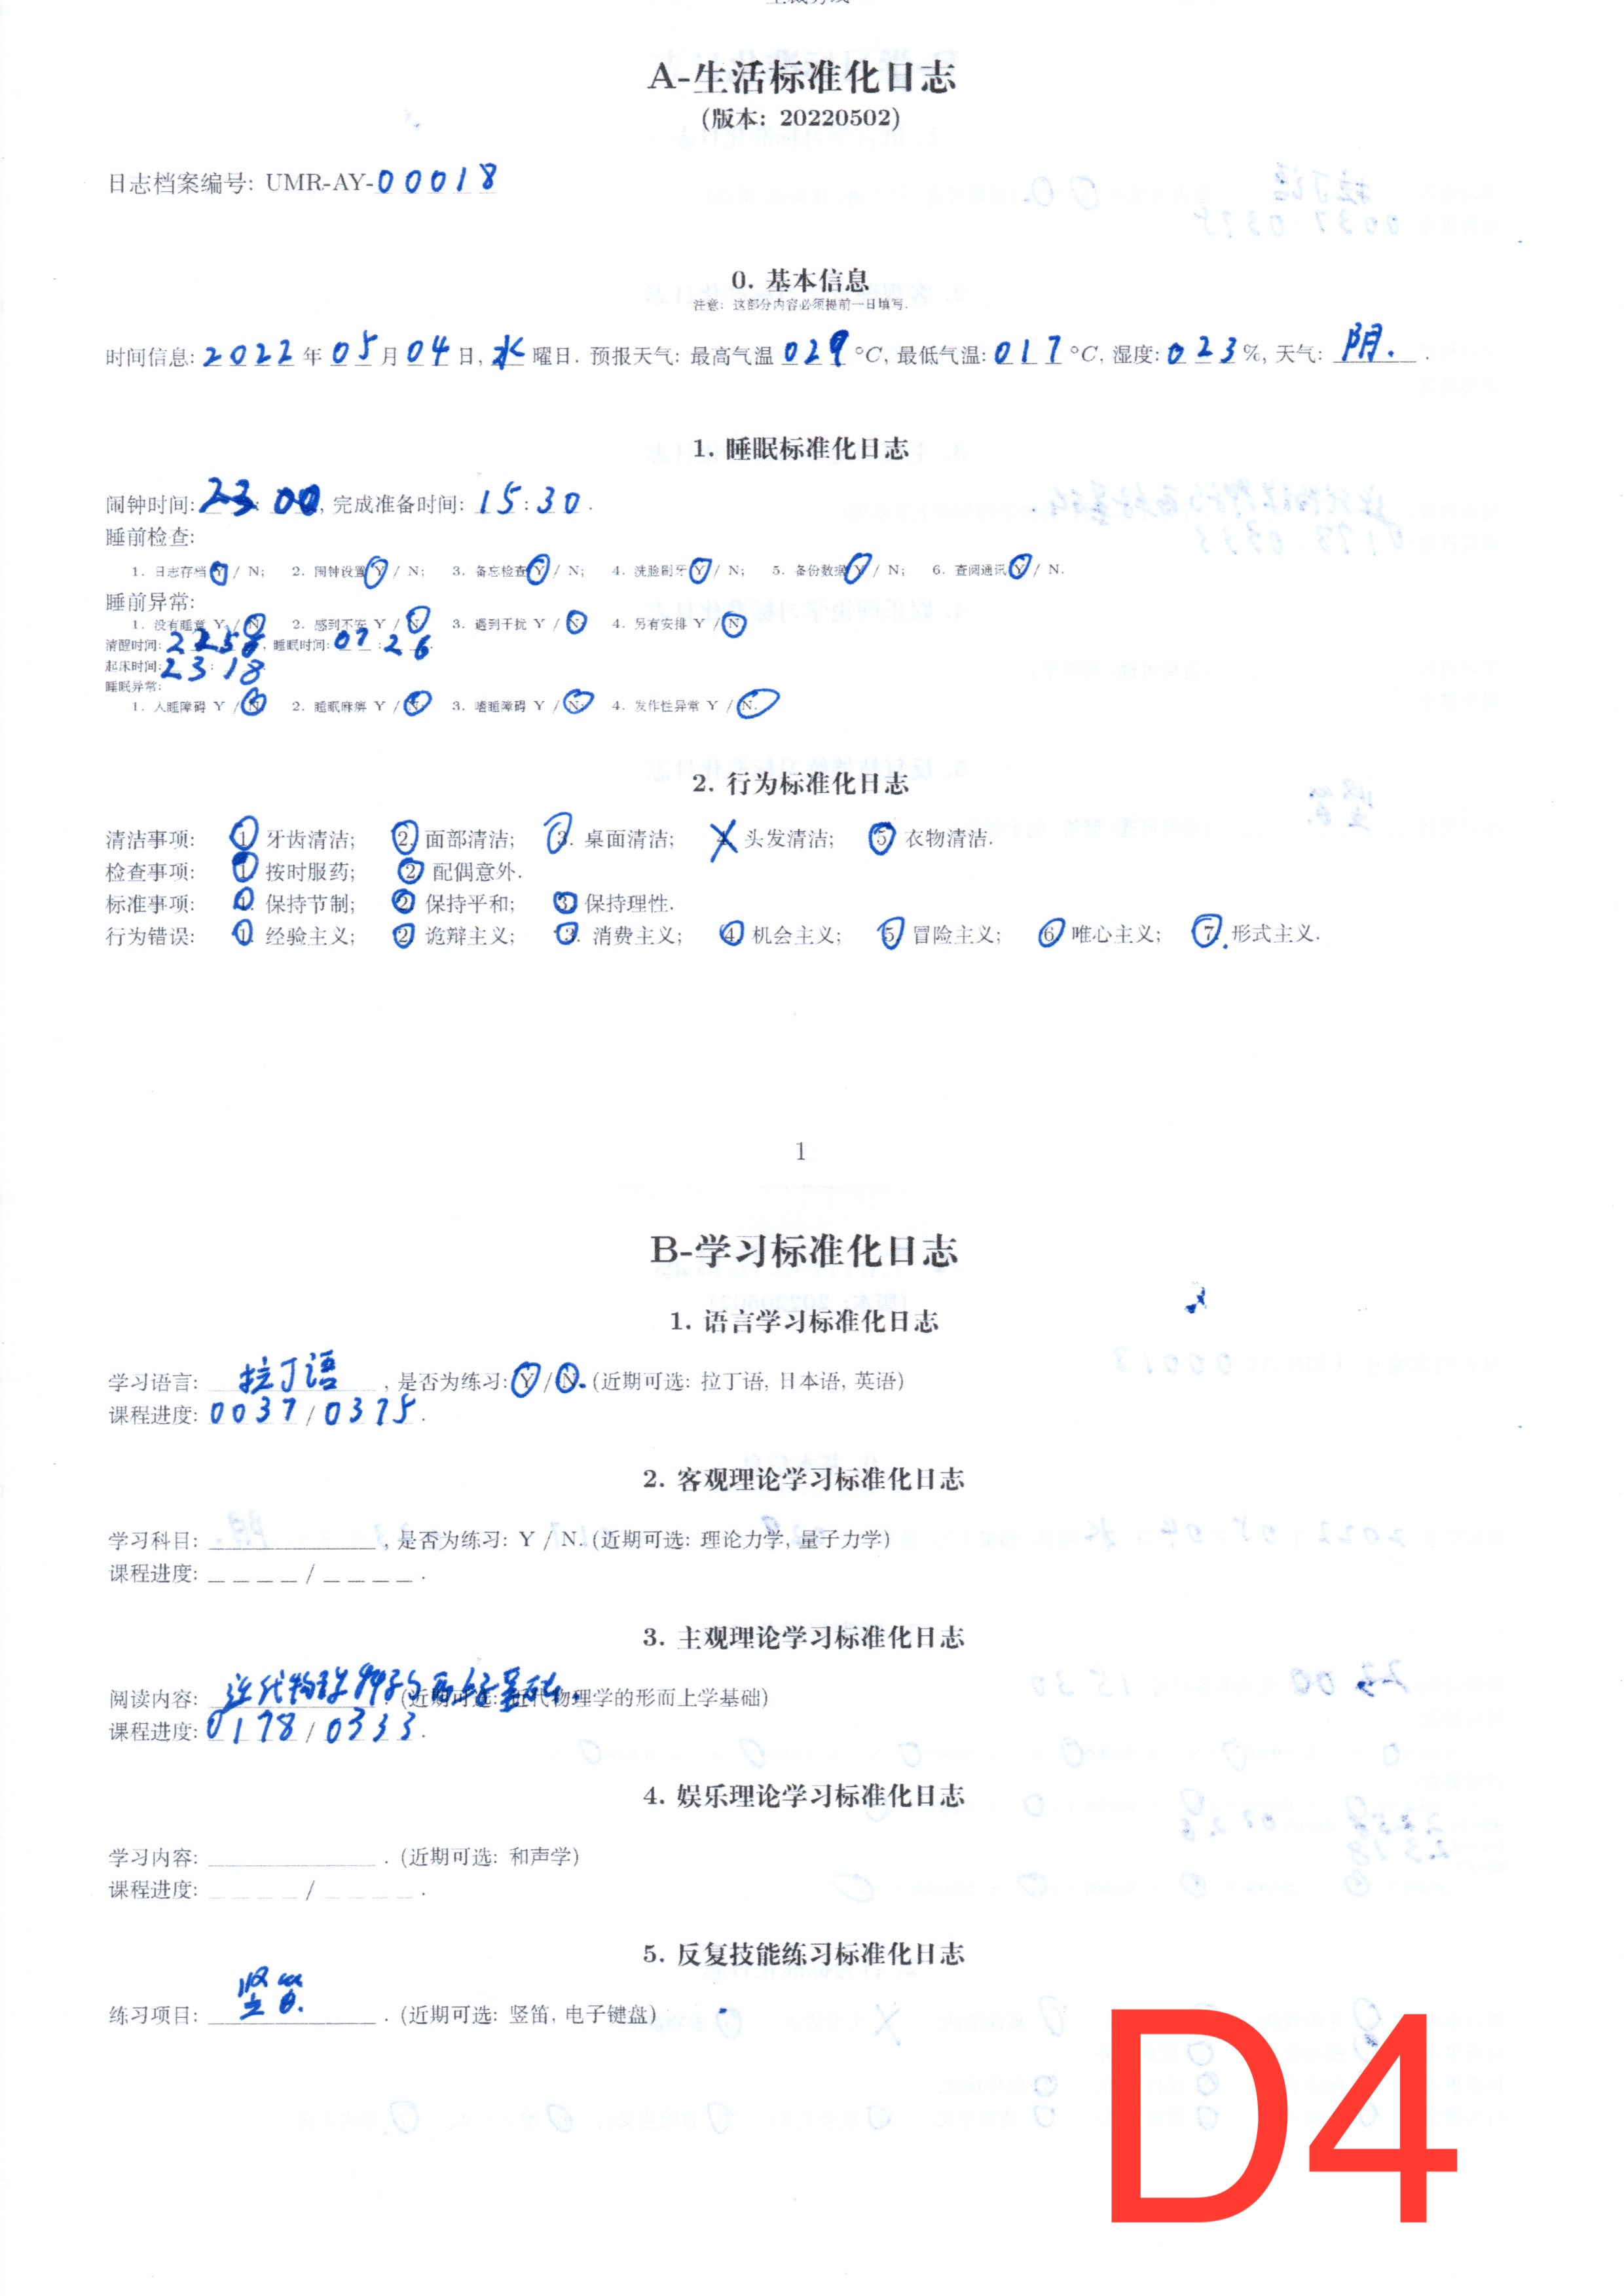 A-生活标准化日志
(版本: 20220502)
日志档案编号: UMR-AY-00018
0. 基本信息
注意: 这部分内容必须提前一日填写.
时间信息: 2022 年 05 月 04 日, 水 曜日. 预报天气: 最高气温 029 °C, 最低气温: 017 °C, 湿度: 023 %, 天气: 阴. .
1. 睡眠标准化日志
闹钟时间: 23 : 00, 完成准备时间: 15 : 30 .
睡前检查:
1. 日志存档 Y / N; 2. 闹钟设置 Y / N; 3. 备忘检查 Y / N; 4. 洗脸刷牙 Y / N; 5. 备份数据 Y / N; 6. 查阅通讯 Y / N.
睡前异常:
1. 没有睡意 Y / N; 2. 感到不安 Y / N; 3. 遇到干扰 Y / N; 4. 另有安排 Y / N.
清醒时间: , 睡眠时间: 07 : 26.
起床时间: 23 : 18
睡眠异常:
1. 入睡障碍 Y / N; 2. 睡眠麻痹 Y / N; 3. 嗜睡障碍 Y / N; 4. 发作性异常 Y / N.
2. 行为标准化日志
清洁事项: 1. 牙齿清洁; 2. 面部清洁; 3. 桌面清洁; 4. 头发清洁; 5. 衣物清洁.
检查事项: 1. 按时服药; 2. 配偶意外.
标准事项: 1. 保持节制; 2. 保持平和; 3. 保持理性.
行为错误: 1. 经验主义; 2. 诡辩主义; 3. 消费主义; 4. 机会主义; 5. 冒险主义; 6. 唯心主义; 7. 形式主义.
1
B-学习标准化日志
1. 语言学习标准化日志
学习语言: 拉丁语 , 是否为练习: Y / N. (近期可选: 拉丁语, 日本语, 英语)
课程进度: 0037 / 0375 .
2. 客观理论学习标准化日志
学习科目: , 是否为练习: Y / N. (近期可选: 理论力学, 量子力学)
课程进度: _ _ _ _ / _ _ _ _ .
3. 主观理论学习标准化日志
阅读内容: 近代物理学的形而上学基础. (近期可选: 近代物理学的形而上学基础)
课程进度: 0178 / 0333 .
4. 娱乐理论学习标准化日志
学习内容: . (近期可选: 和声学)
课程进度: _ _ _ _ / _ _ _ _ .
5. 反复技能练习标准化日志
练习项目: 竖笛. . (近期可选: 竖笛, 电子键盘)
D4